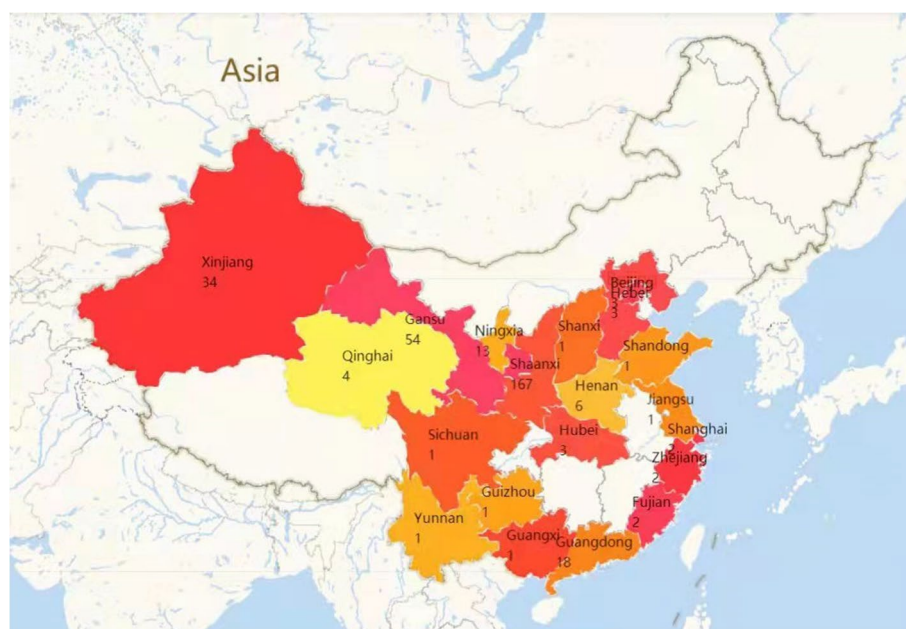 Asia
Xinjiang
34
Gansu
54
Qinghai
4
Ningxia
13
Shaanxi
167
Shanxi
1
Beijing
3
Hebei
3
Shandong
1
Henan
6
Jiangsu
1
Shanghai
2
Zhejiang
2
Fujian
2
Hubei
3
Sichuan
1
Guizhou
1
Yunnan
1
Guangxi
1
Guangdong
18